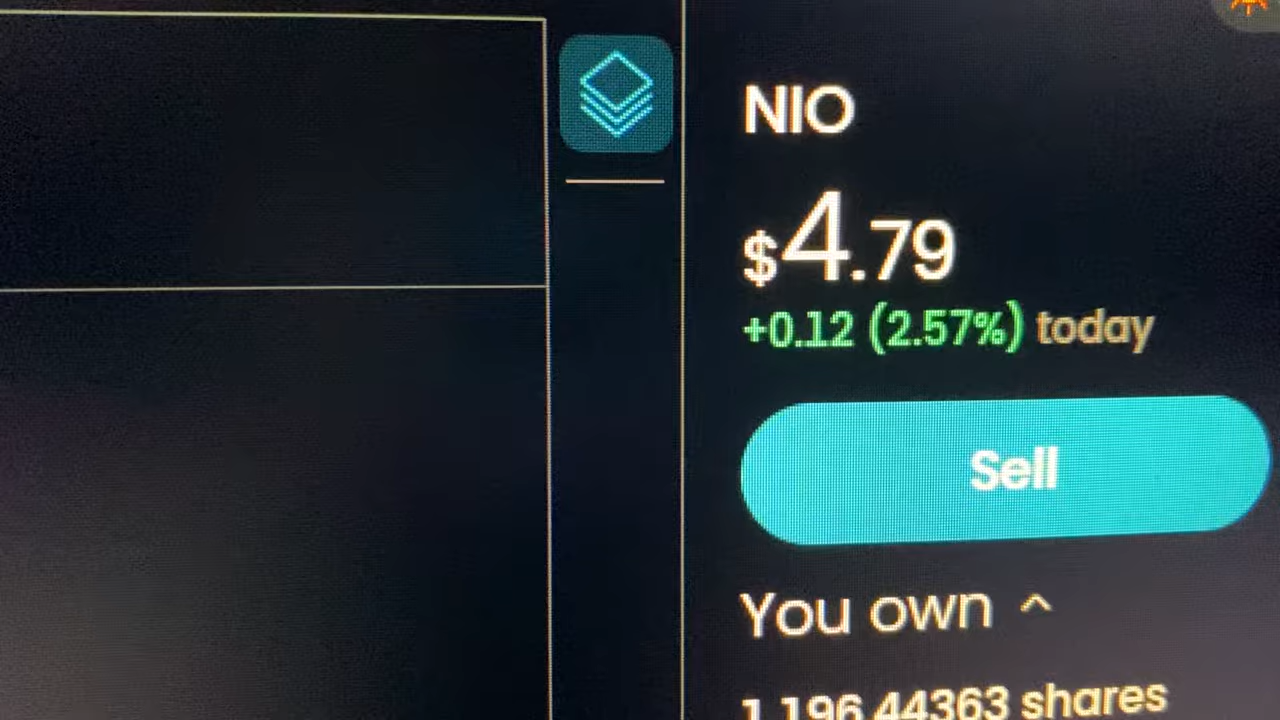 NIO
$4.79
+0.12 (2.57%) today
Sell
You own
1,196.44363 shares